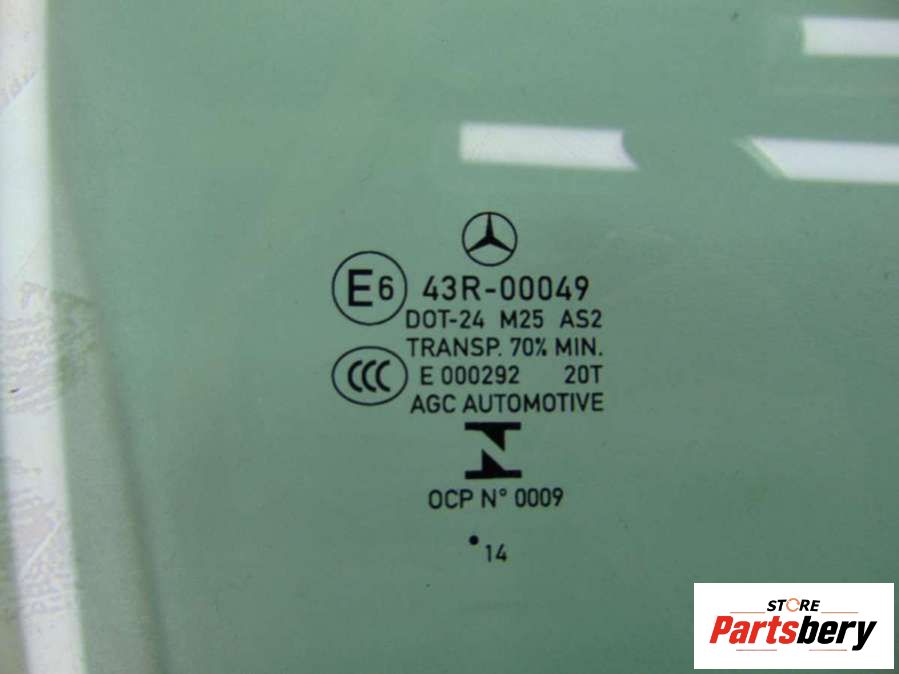 E6 43R-00049
DOT-24 M25 AS2
TRANSP. 70% MIN.
CCC E 000292 20T
AGC AUTOMOTIVE
OCP N° 0009
•14
STORE
Partsbery